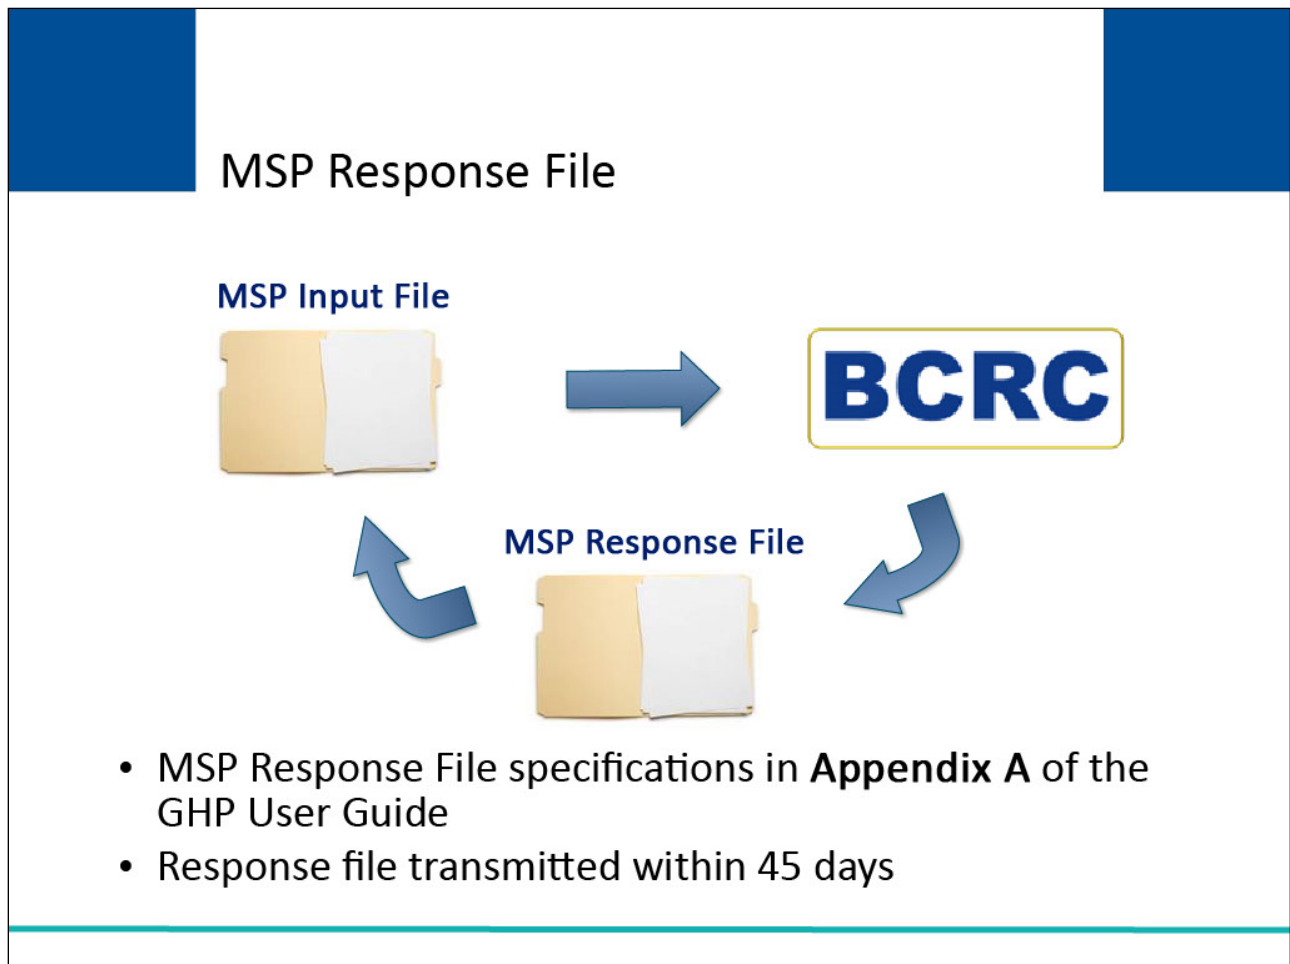 MSP Response File
MSP Input File
BCRC
MSP Response File
• MSP Response File specifications in Appendix A of the
GHP User Guide
• Response file transmitted within 45 days